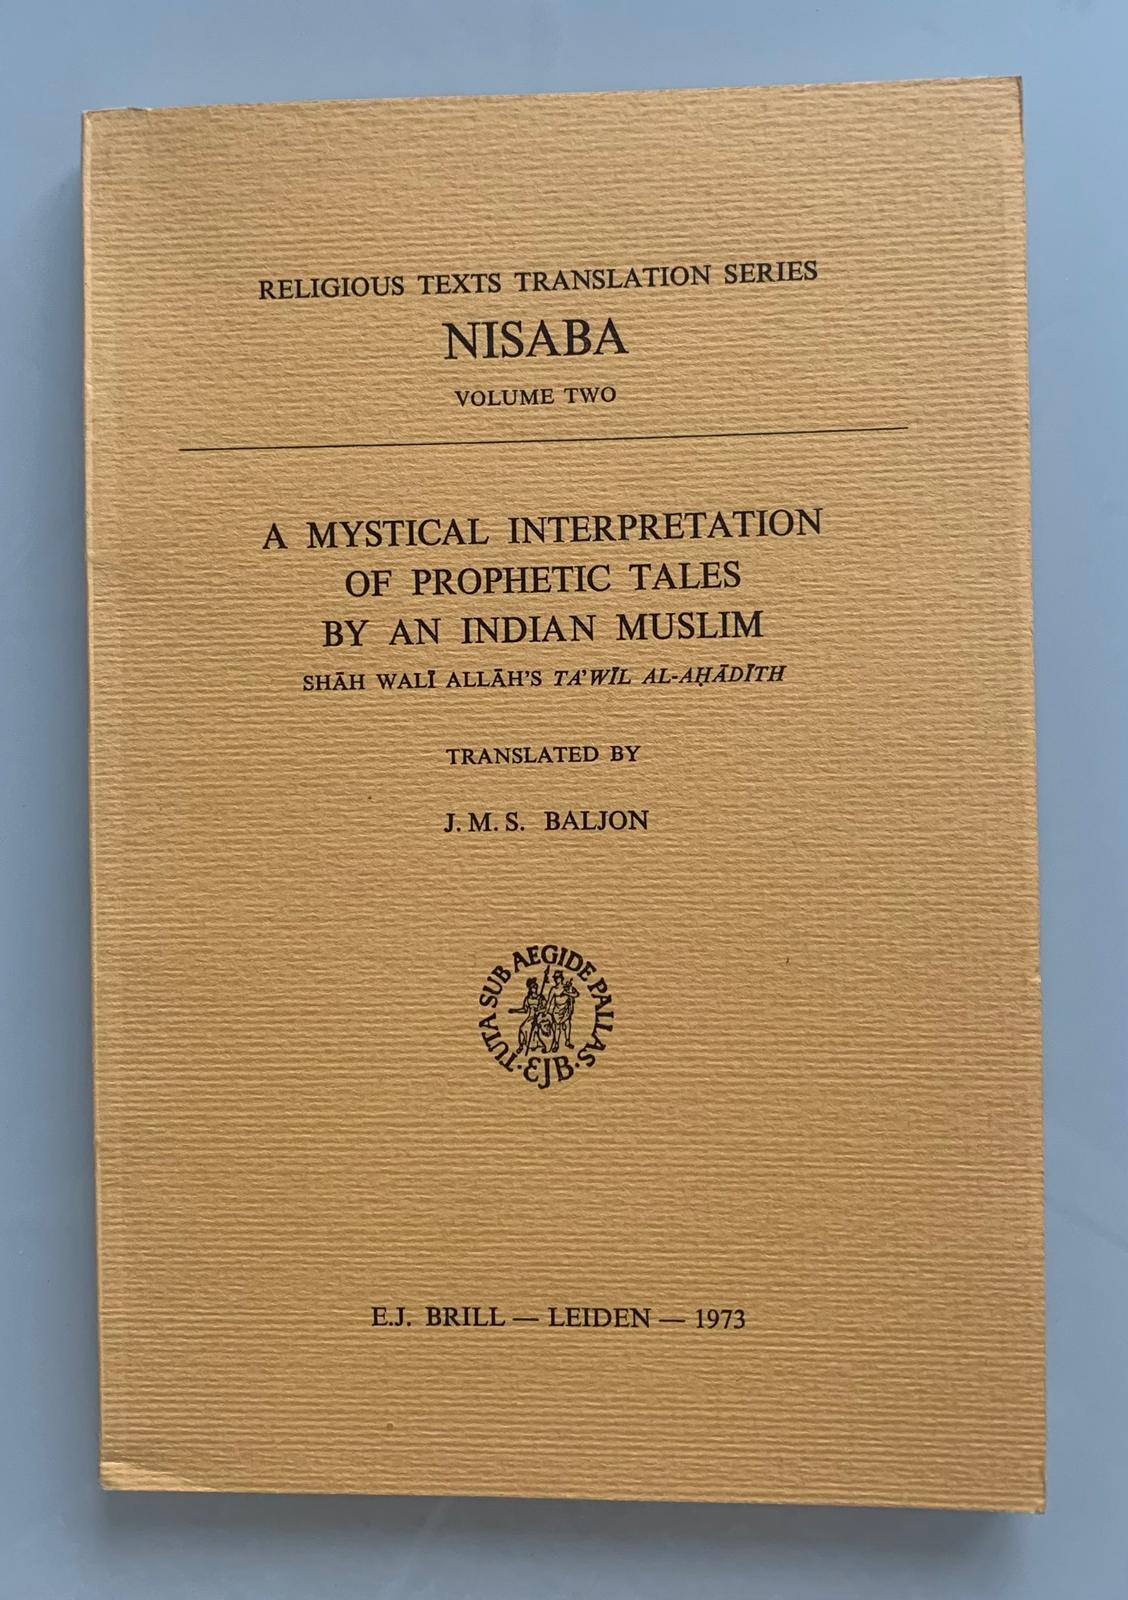 RELIGIOUS TEXTS TRANSLATION SERIES
NISABA
VOLUME TWO
A MYSTICAL INTERPRETATION
OF PROPHETIC TALES
BY AN INDIAN MUSLIM
SHĀH WALĪ ALLĀH'S TA'WĪL AL-AḤĀDĪTH
TRANSLATED BY
J. M. S. BALJON
TUTA SUB AEGIDE PALLAS
· EJB ·
E.J. BRILL — LEIDEN — 1973